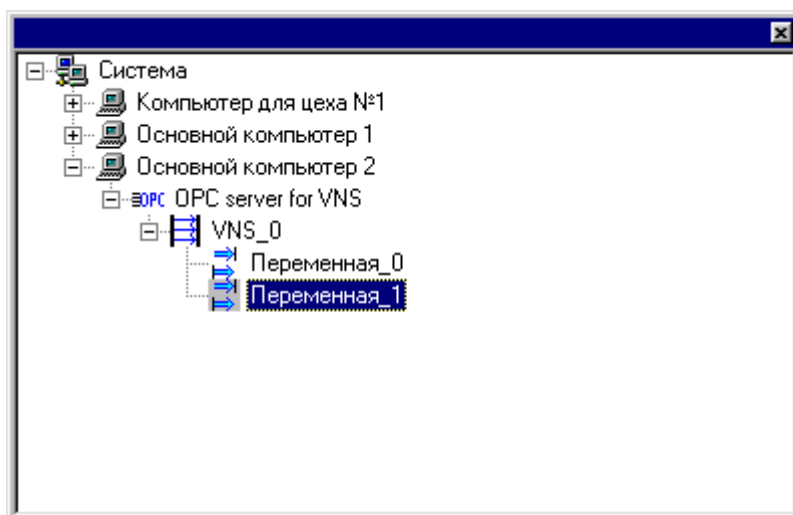 Система
Компьютер для цеха №1
Основной компьютер 1
Основной компьютер 2
OPC OPC server for VNS
VNS_0
Переменная_0
Переменная_1